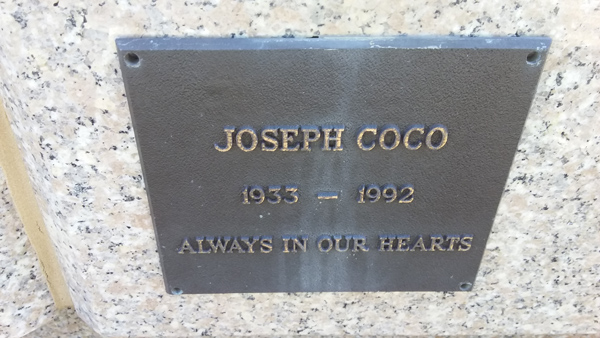 JOSEPH COCO
1933 — 1992
ALWAYS IN OUR HEARTS